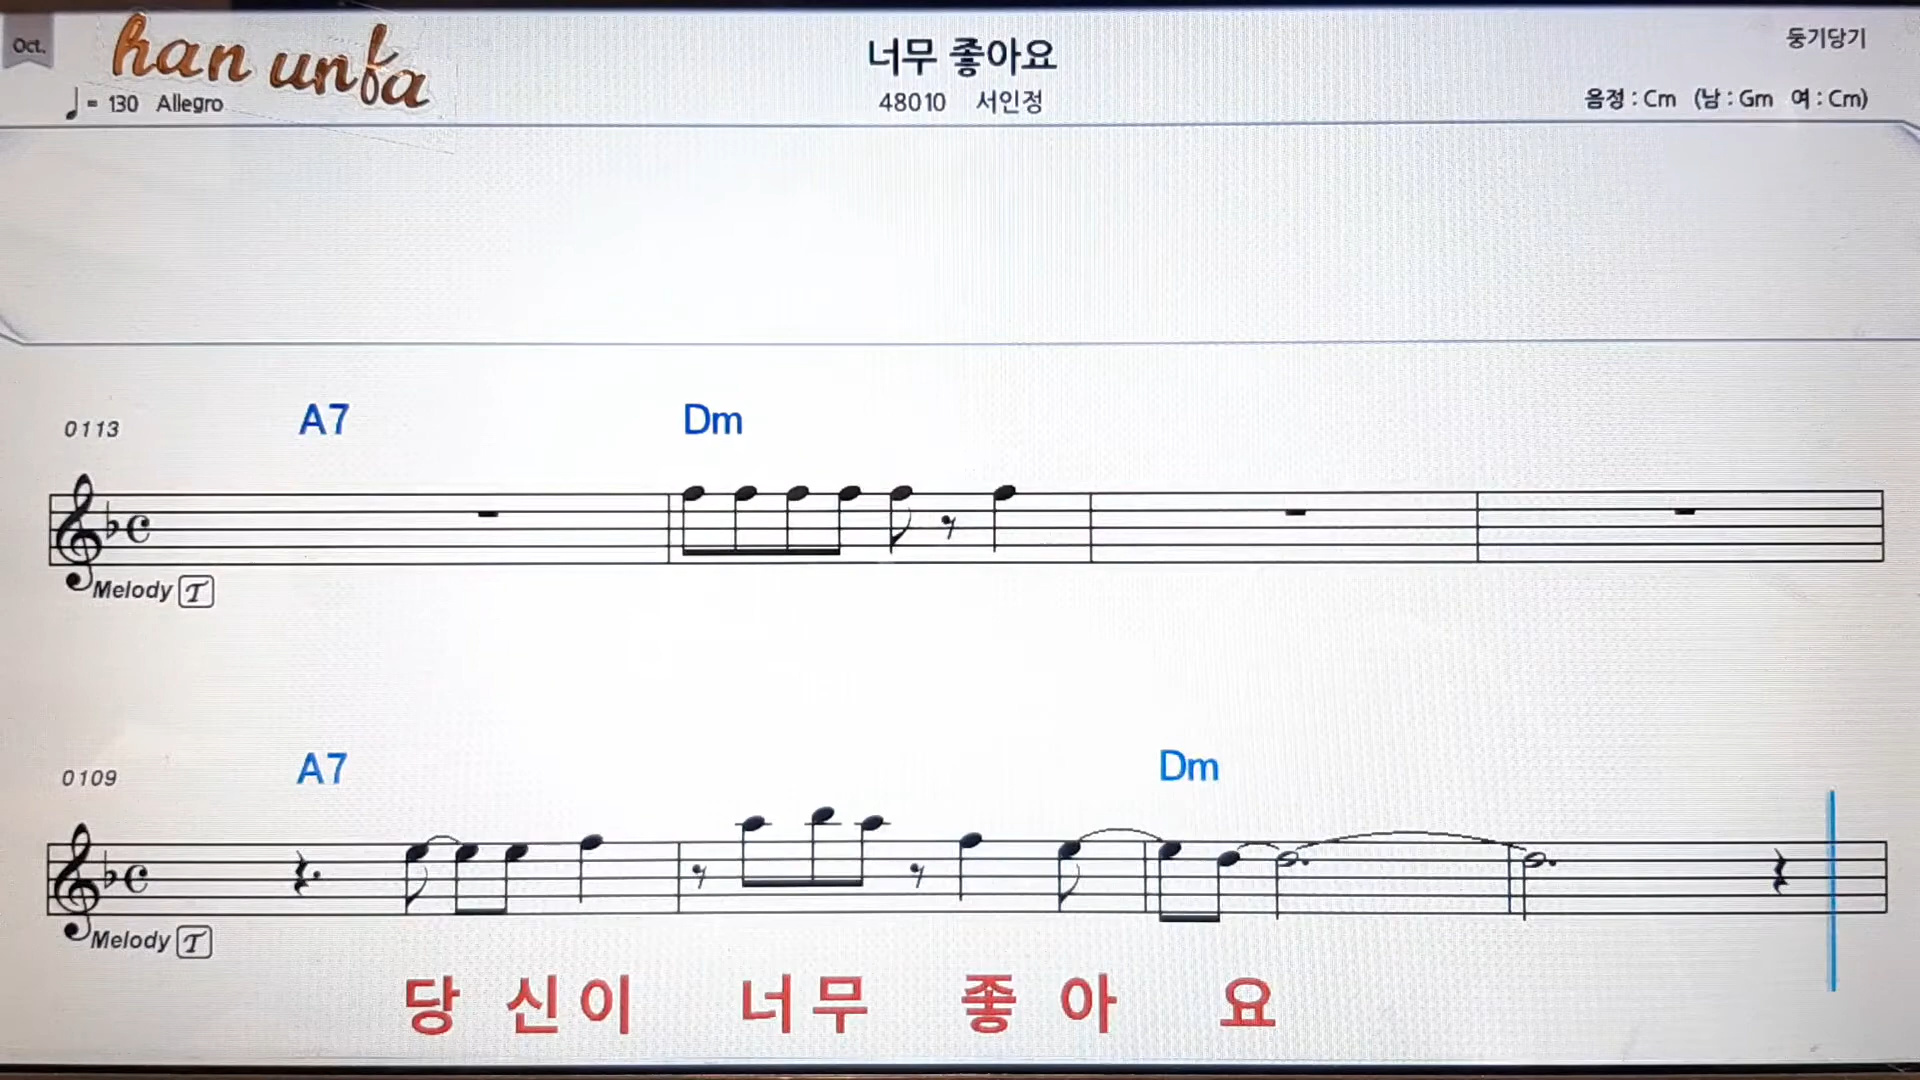 Oct.
han unfa
너무 좋아요
둥기당기
♩ = 130 Allegro
48010 서인정
음정 : Cm (남 : Gm 여 : Cm)
0113 A7 Dm
Melody T
0109 A7 Dm
Melody T
당 신이 너무 좋 아 요